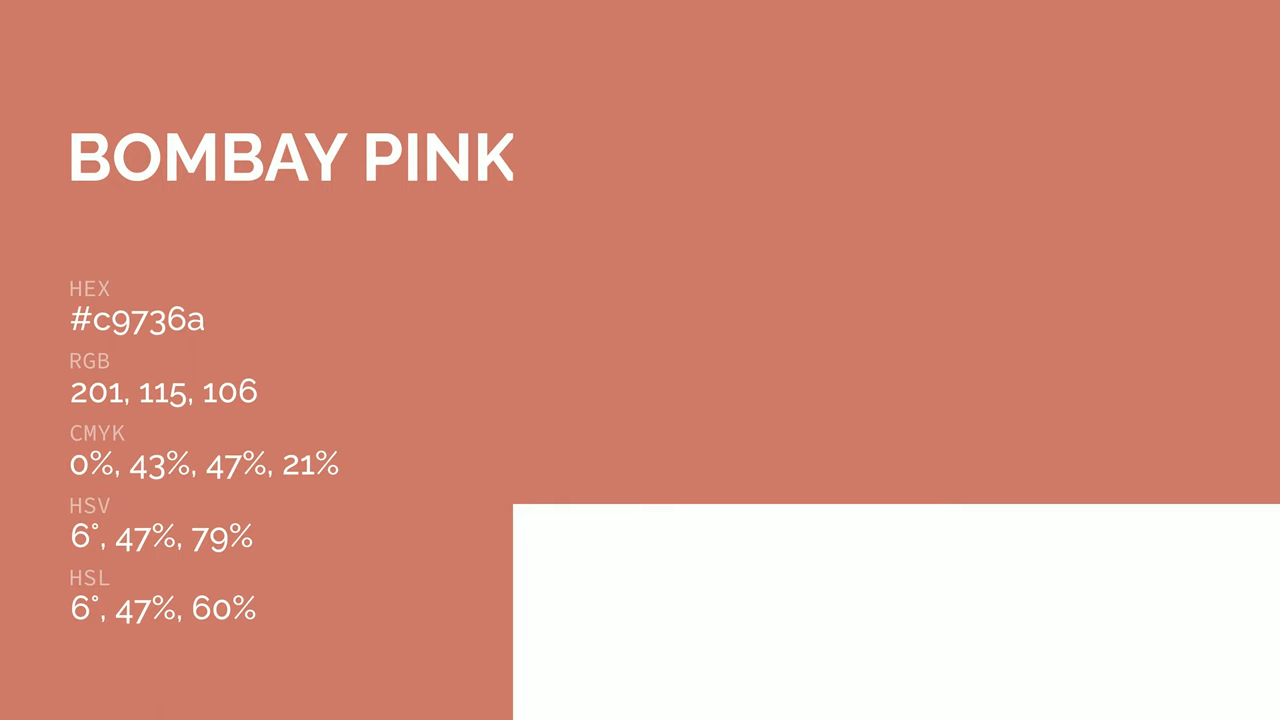 BOMBAY PINK
HEX
#c9736a
RGB
201, 115, 106
CMYK
0%, 43%, 47%, 21%
HSV
6°, 47%, 79%
HSL
6°, 47%, 60%